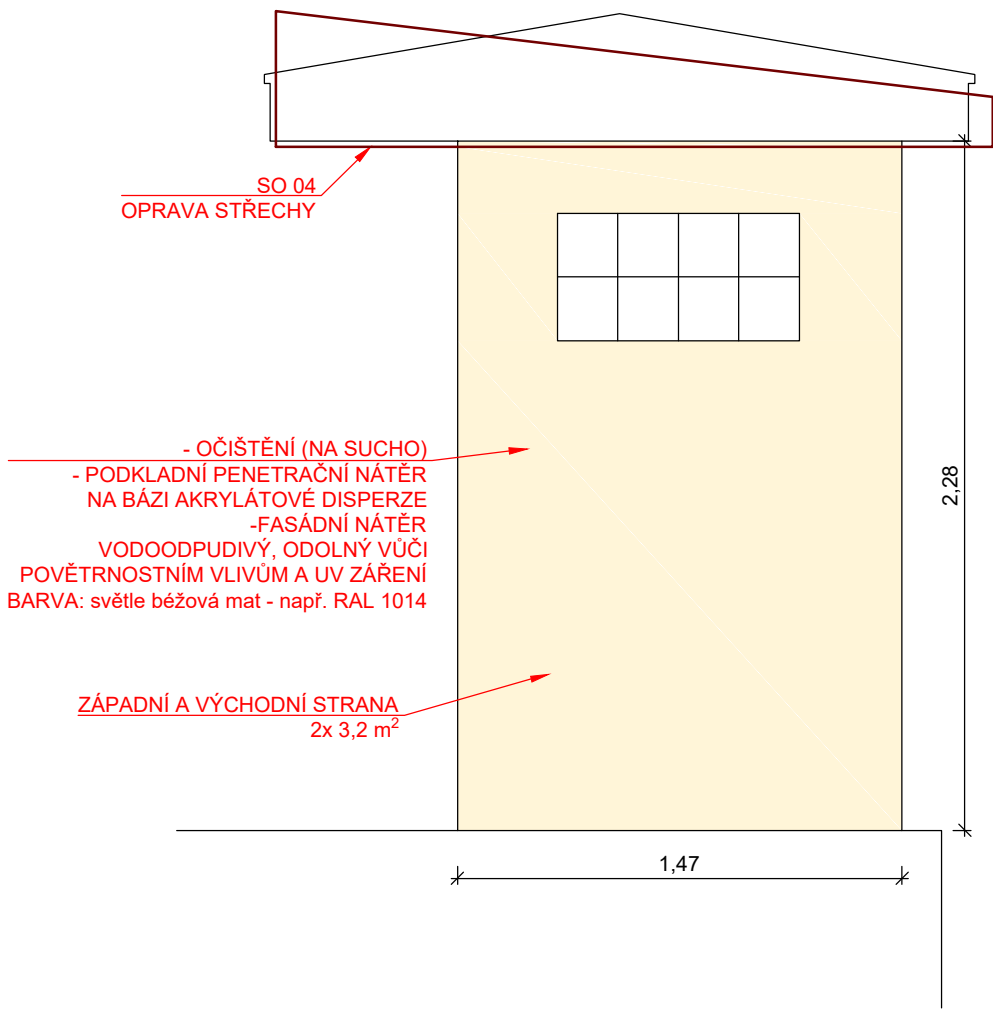 SO 04
OPRAVA STŘECHY
- OČIŠTĚNÍ (NA SUCHO)
- PODKLADNÍ PENETRAČNÍ NÁTĚR
NA BÁZI AKRYLÁTOVÉ DISPERZE
-FASÁDNÍ NÁTĚR
VODOODPUDIVÝ, ODOLNÝ VŮČI
POVĚTRNOSTNÍM VLIVŮM A UV ZÁŘENÍ
BARVA: světle béžová mat - např. RAL 1014
2,28
ZÁPADNÍ A VÝCHODNÍ STRANA
2x 3,2 m²
1,47